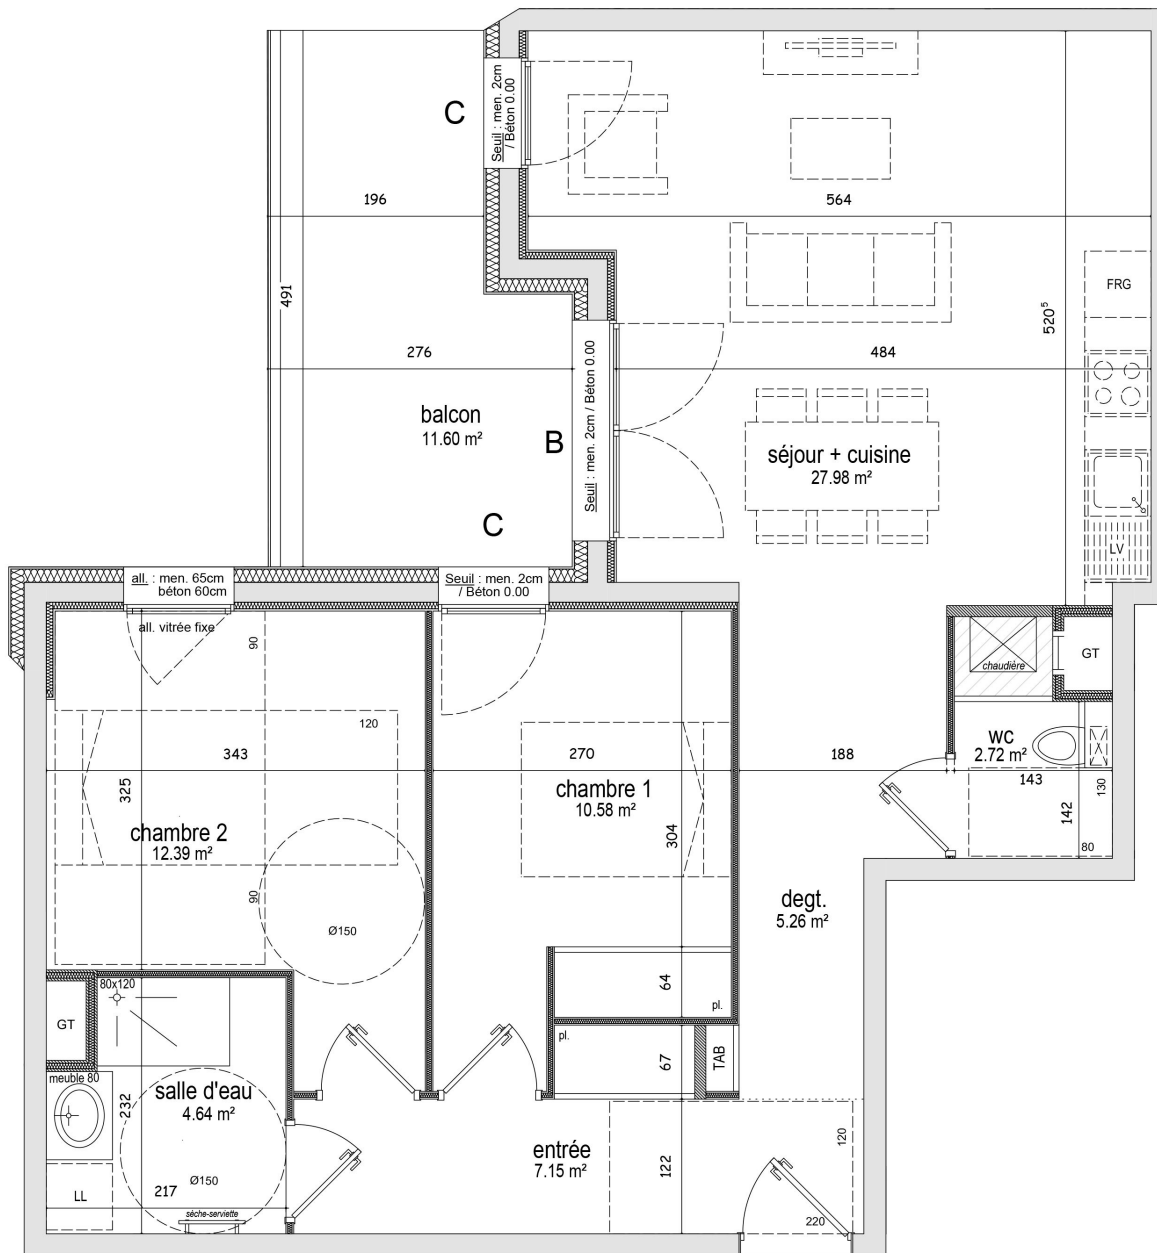 C
Seuil : men. 2cm
/ Béton 0.00
196
564
491
520⁵
FRG
276
484
balcon
11.60 m²
B
Seuil : men. 2cm / Béton 0.00
séjour + cuisine
27.98 m²
C
LV
all. : men. 65cm
béton 60cm
Seuil : men. 2cm
/ Béton 0.00
all. vitrée fixe
90
chaudière
GT
120
343
270
188
wc
2.72 m²
143
130
325
chambre 1
10.58 m²
142
80
chambre 2
12.39 m²
304
90
degt.
5.26 m²
Ø150
80x120
64
pl.
GT
pl.
67
TAB
meuble 80
salle d'eau
4.64 m²
232
entrée
7.15 m²
122
120
LL
217
Ø150
sèche-serviette
220